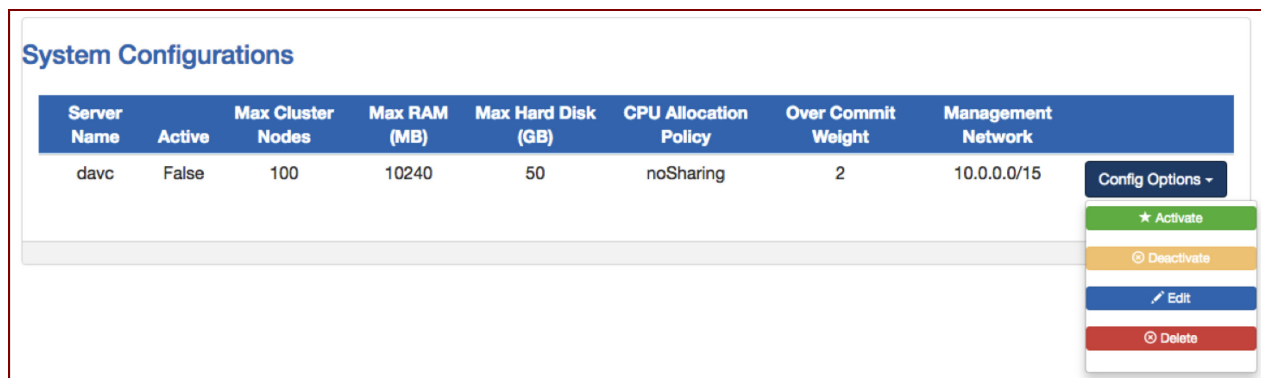 System Configurations
Server Name Active Max Cluster Nodes Max RAM (MB) Max Hard Disk (GB) CPU Allocation Policy Over Commit Weight Management Network
davc False 100 10240 50 noSharing 2 10.0.0.0/15 Config Options
Activate
Deactivate
Edit
Delete